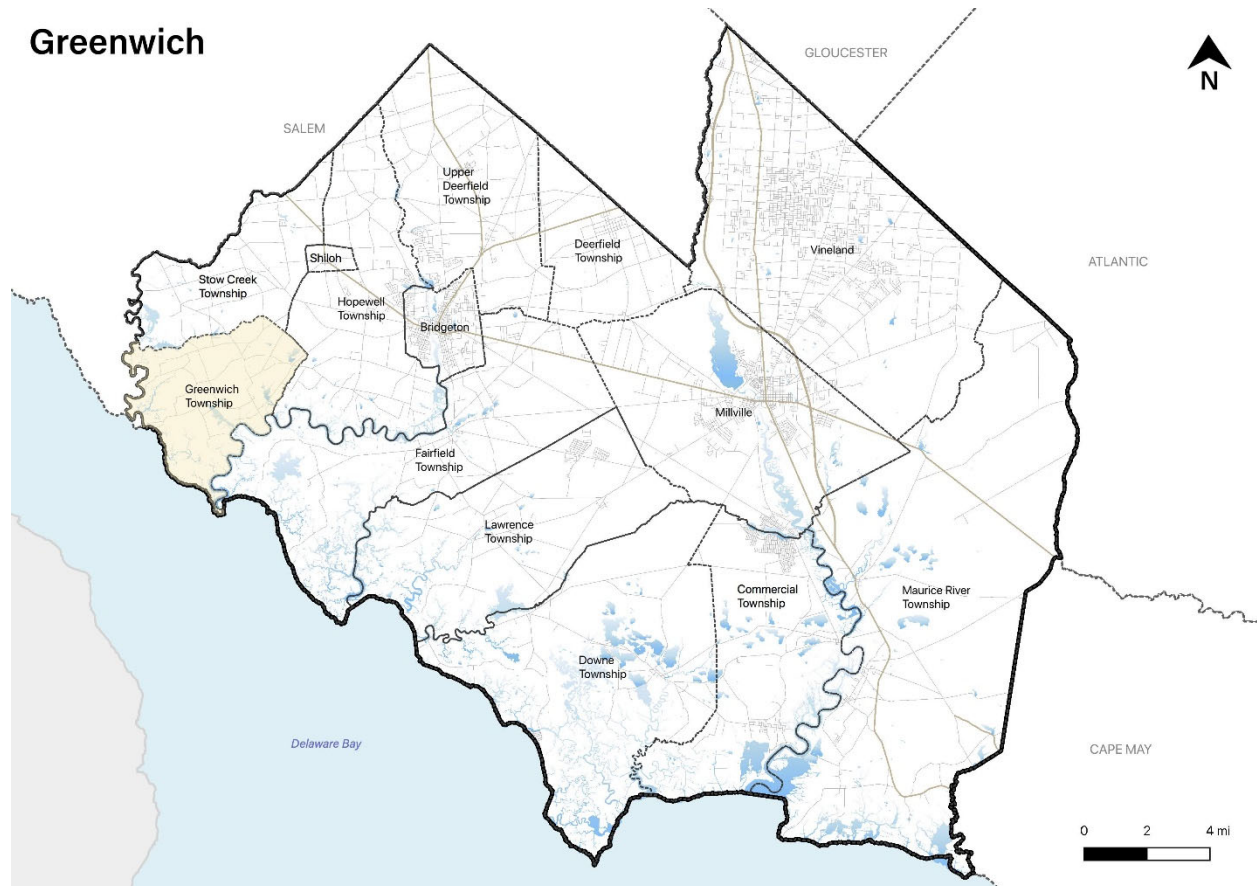 Greenwich
GLOUCESTER
N
SALEM
Upper
Deerfield
Township
Deerfield
Township
Vineland
ATLANTIC
Shiloh
Stow Creek
Township
Hopewell
Township
Bridgeton
Greenwich
Township
Millville
Fairfield
Township
Lawrence
Township
Commercial
Township
Maurice River
Township
Downe
Township
Delaware Bay
CAPE MAY
0 2 4 mi